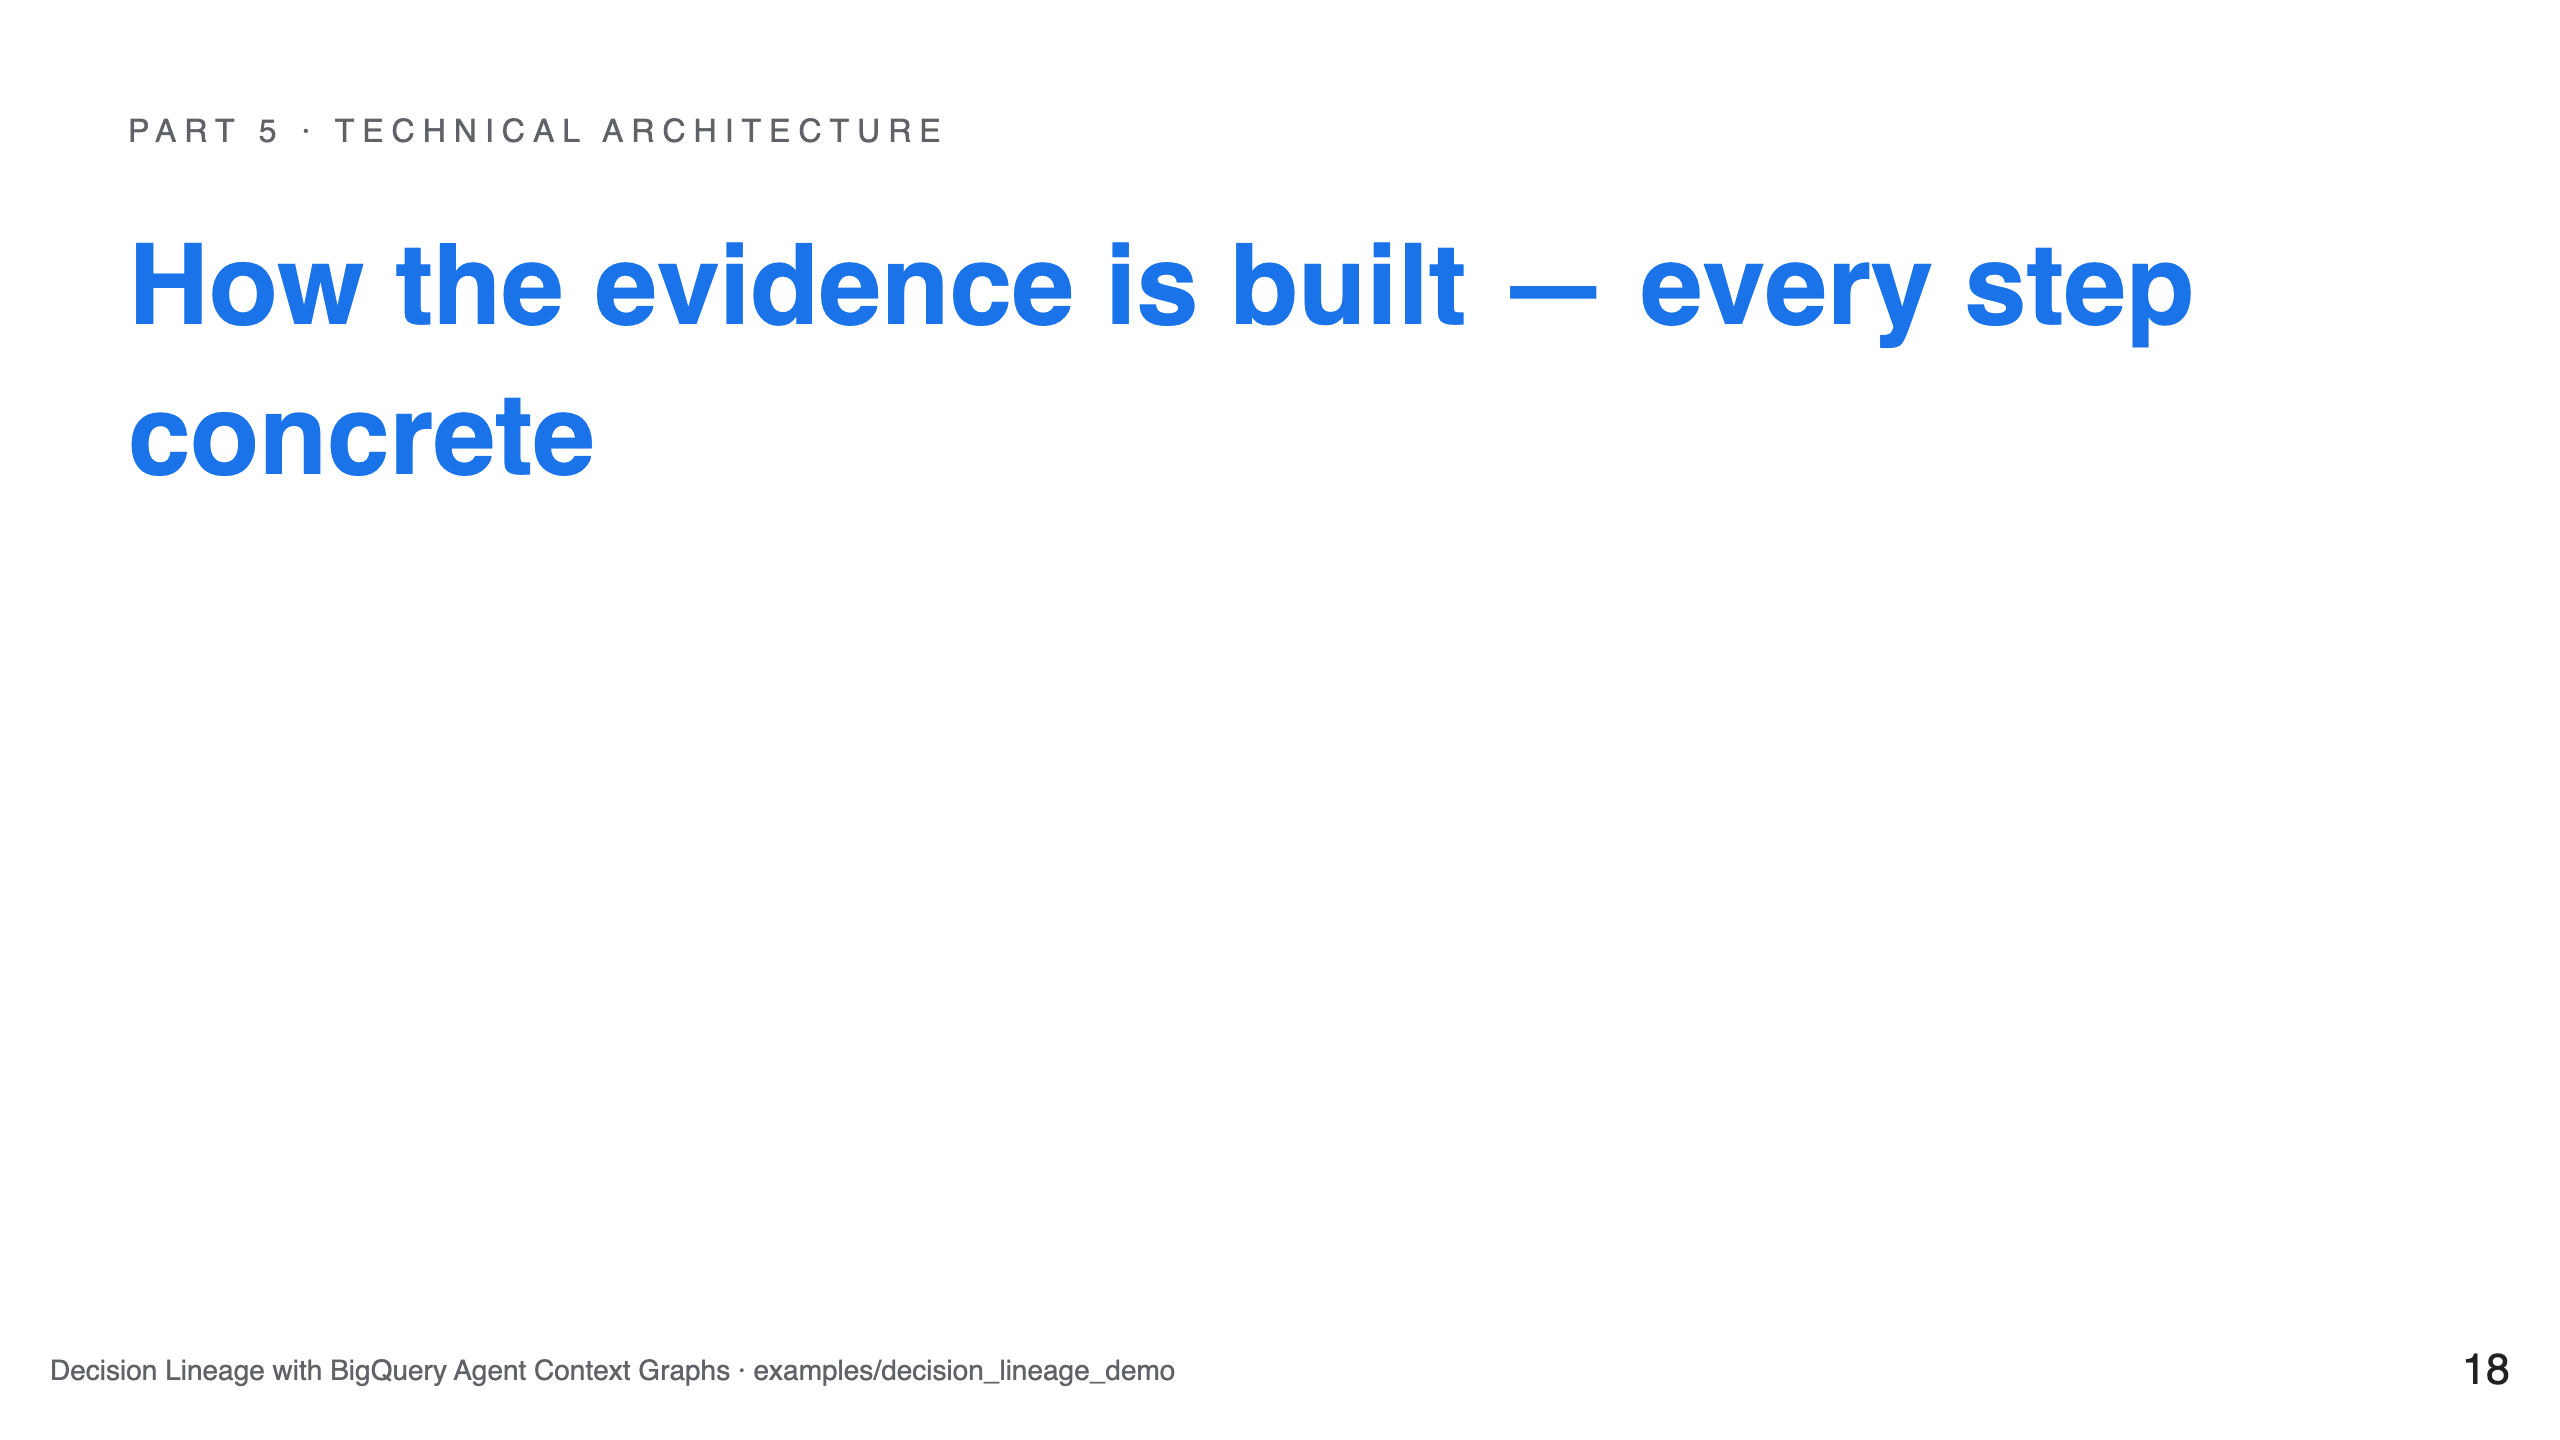 PART 5 · TECHNICAL ARCHITECTURE
How the evidence is built — every step
concrete
Decision Lineage with BigQuery Agent Context Graphs · examples/decision_lineage_demo
18